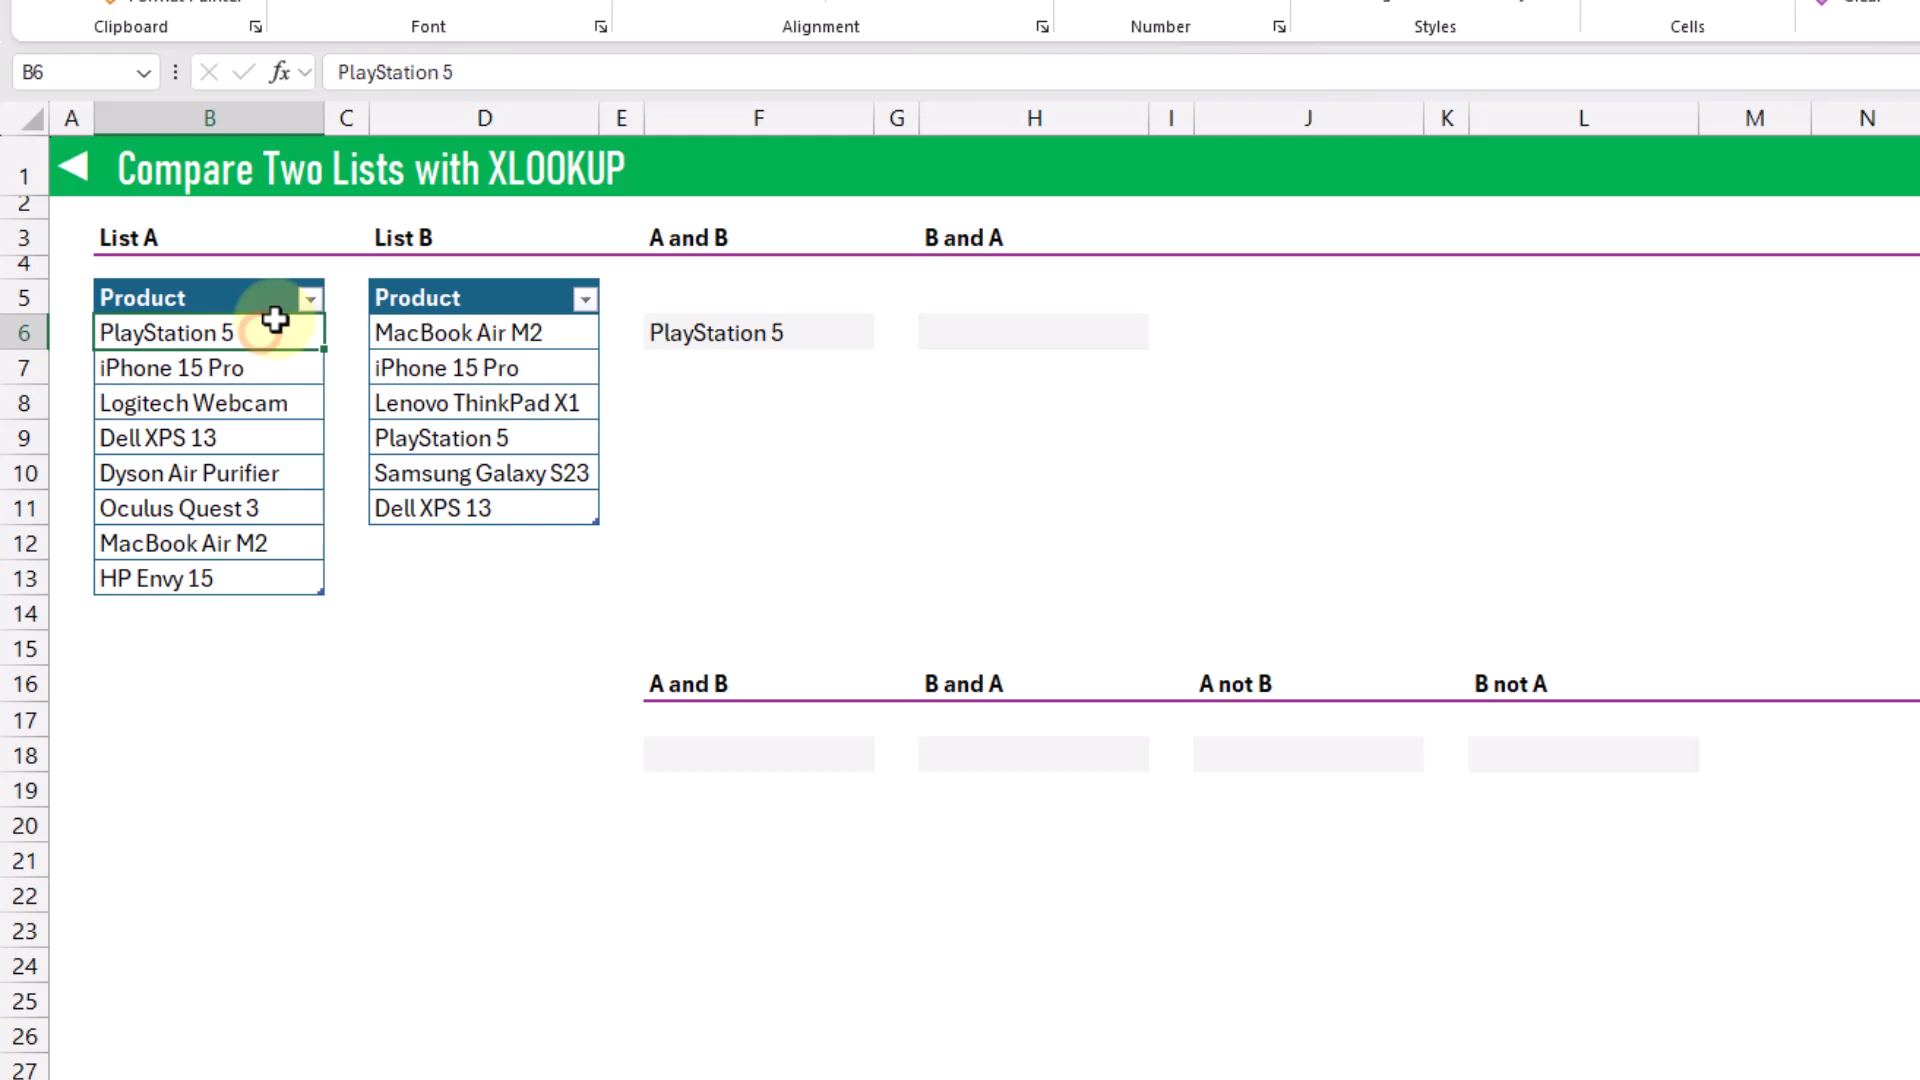 Clipboard Font Alignment Number Styles Cells
B6 fx PlayStation 5
A B C D E F G H I J K L M N
1 Compare Two Lists with XLOOKUP
2
3 List A List B A and B B and A
4
5 Product Product
6 PlayStation 5 MacBook Air M2 PlayStation 5
7 iPhone 15 Pro iPhone 15 Pro
8 Logitech Webcam Lenovo ThinkPad X1
9 Dell XPS 13 PlayStation 5
10 Dyson Air Purifier Samsung Galaxy S23
11 Oculus Quest 3 Dell XPS 13
12 MacBook Air M2
13 HP Envy 15
14
15
16 A and B B and A A not B B not A
17
18
19
20
21
22
23
24
25
26
27